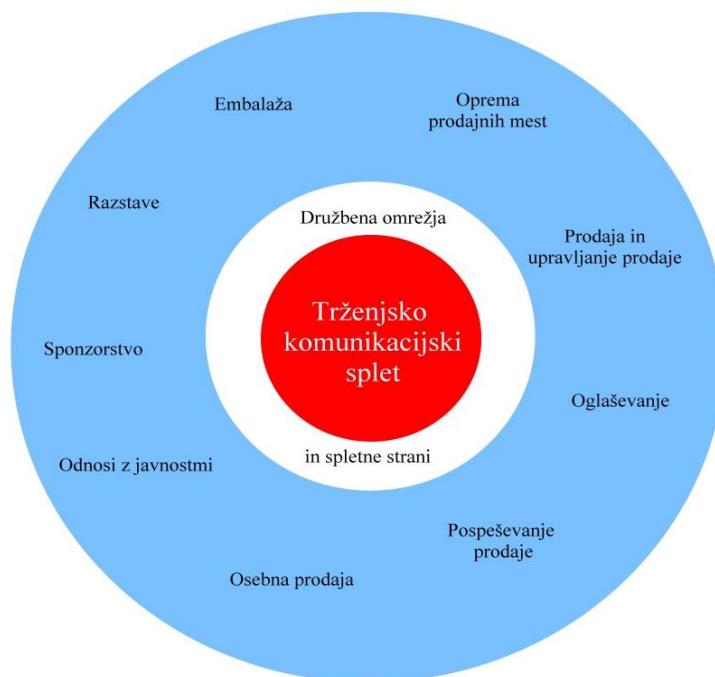 Embalaža
Oprema
prodajnih mest
Razstave
Družbena omrežja
Prodaja in
upravljanje prodaje
Trženjsko
komunikacijski
splet
Sponzorstvo
Oglaševanje
in spletne strani
Odnosi z javnostmi
Pospeševanje
prodaje
Osebna prodaja